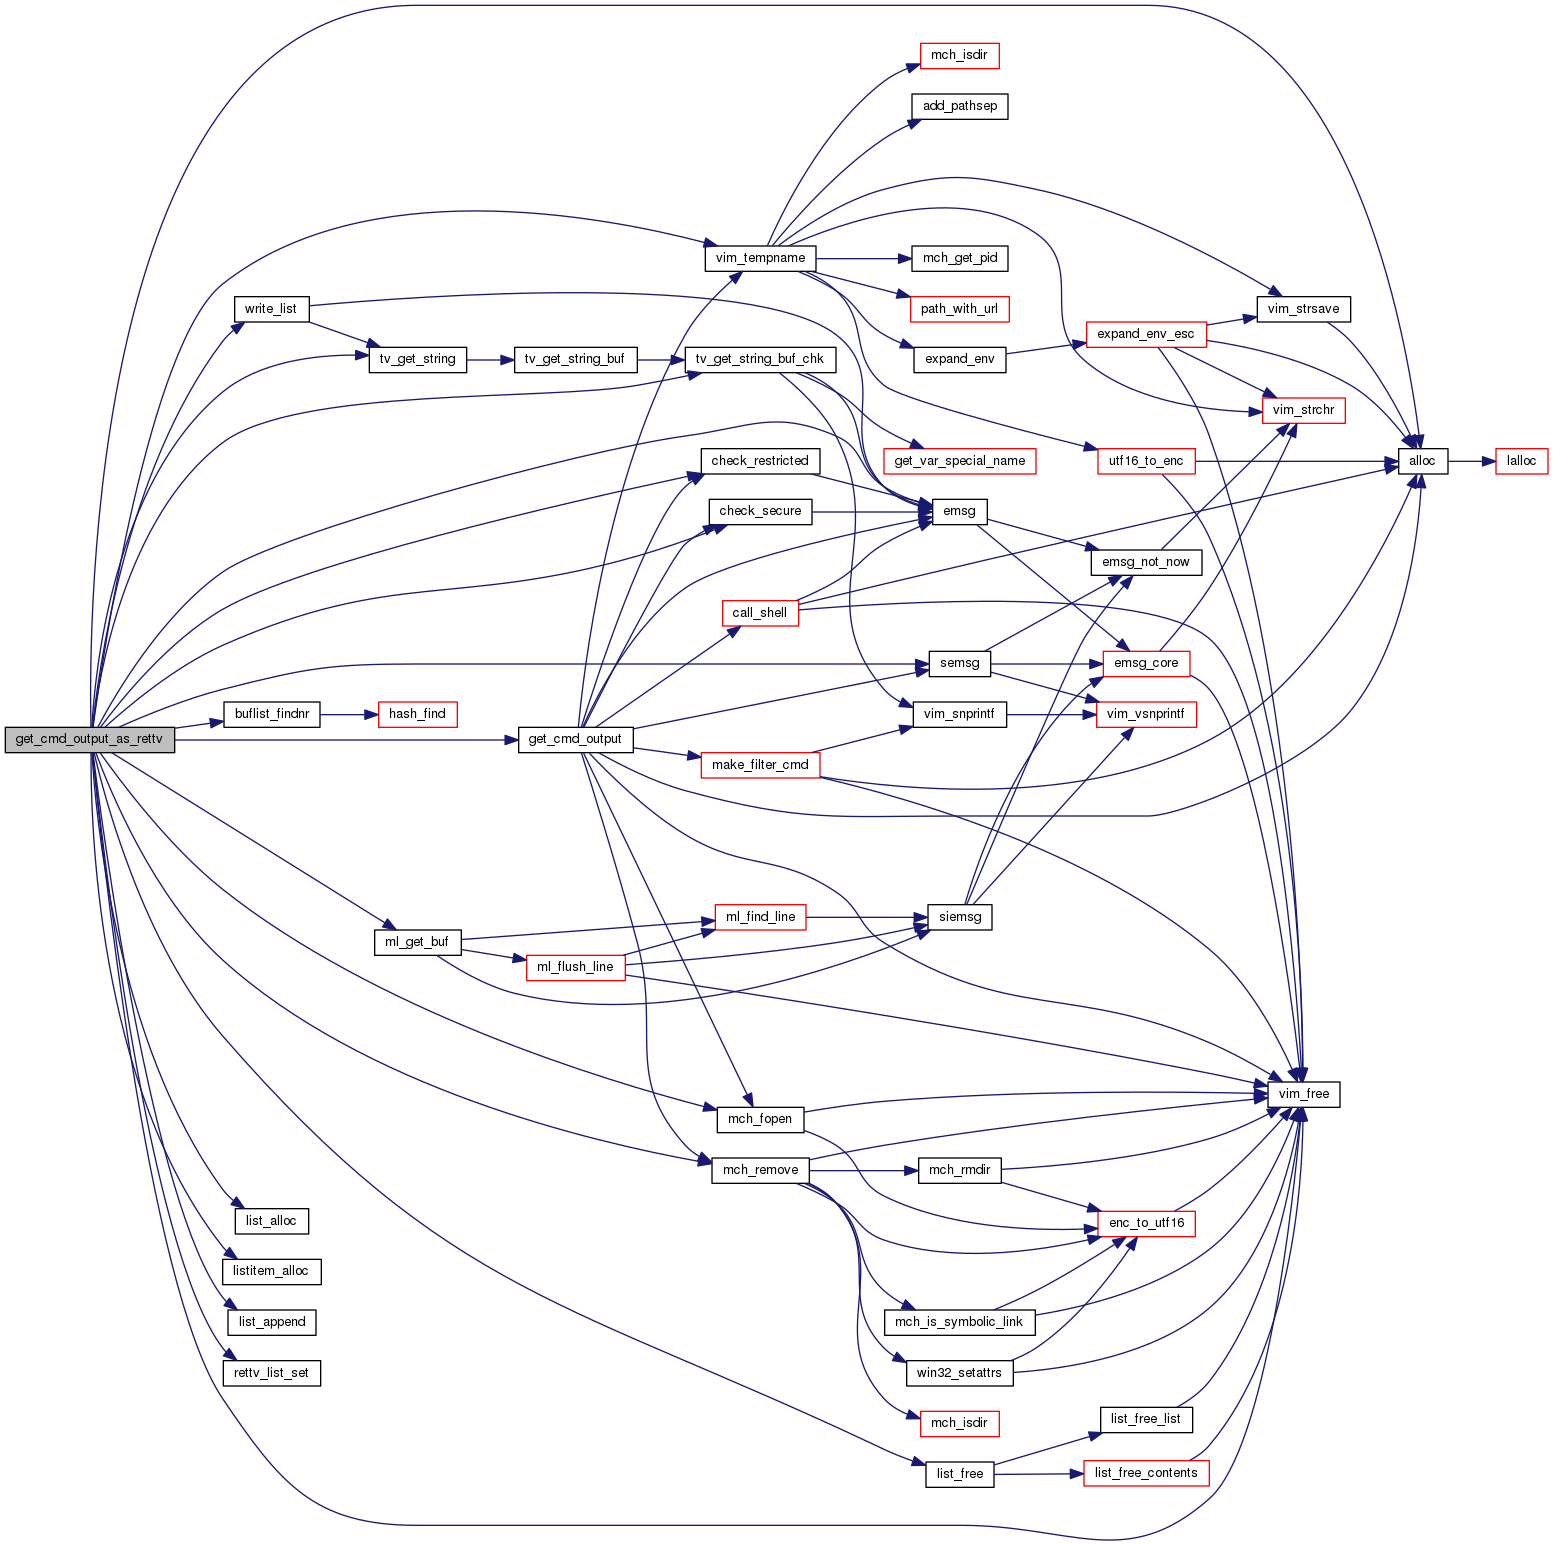 mch_isdir
add_pathsep
vim_tempname
mch_get_pid
write_list
path_with_url
vim_strsave
expand_env_esc
tv_get_string
tv_get_string_buf
tv_get_string_buf_chk
expand_env
vim_strchr
check_restricted
get_var_special_name
utf16_to_enc
alloc
lalloc
check_secure
emsg
emsg_not_now
call_shell
semsg
emsg_core
buflist_findnr
hash_find
vim_snprintf
vim_vsnprintf
get_cmd_output_as_rettv
get_cmd_output
make_filter_cmd
ml_find_line
siemsg
ml_get_buf
ml_flush_line
vim_free
mch_fopen
mch_remove
mch_rmdir
list_alloc
enc_to_utf16
listitem_alloc
list_append
mch_is_symbolic_link
rettv_list_set
win32_setattrs
mch_isdir
list_free_list
list_free
list_free_contents